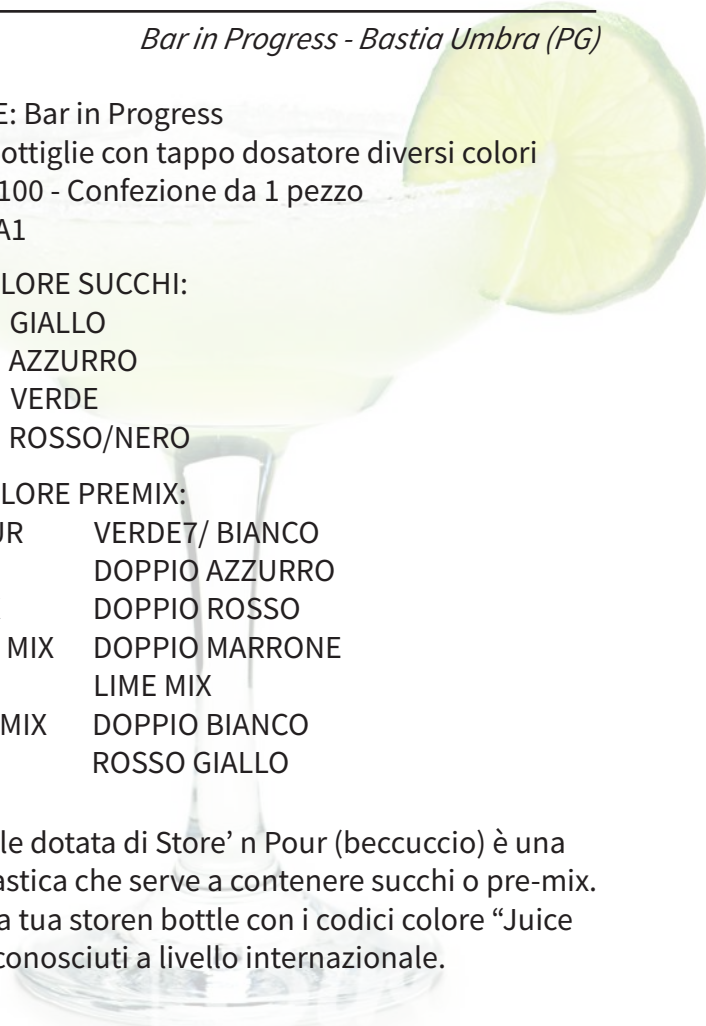 Bar in Progress - Bastia Umbra (PG)
E: Bar in Progress
ottiglie con tappo dosatore diversi colori
100 - Confezione da 1 pezzo
A1
LORE SUCCHI:
GIALLO
AZZURRO
VERDE
ROSSO/NERO
LORE PREMIX:
UR VERDE7/ BIANCO
DOPPIO AZZURRO
DOPPIO ROSSO
MIX DOPPIO MARRONE
LIME MIX
MIX DOPPIO BIANCO
ROSSO GIALLO
le dotata di Store’ n Pour (beccuccio) è una
astica che serve a contenere succhi o pre-mix.
a tua storen bottle con i codici colore “Juice
conosciuti a livello internazionale.